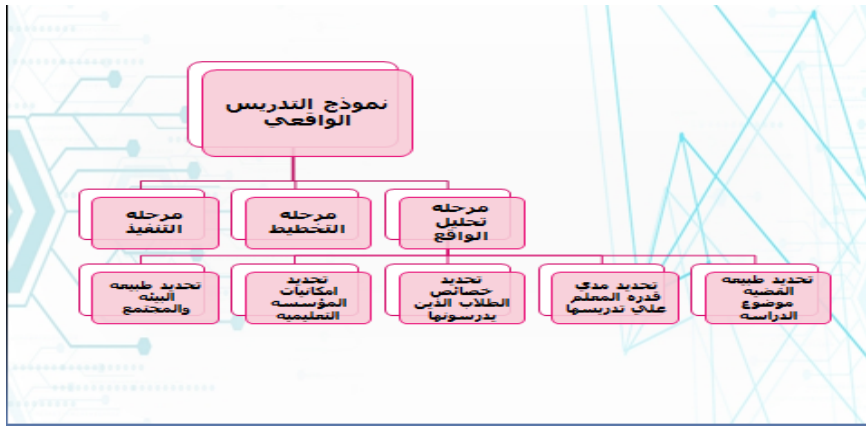 نموذج التدريس
الواقعي
مرحله
تحليل
الواقع
مرحله
التخطيط
مرحله
التنفيذ
تحديد طبيعه
القضيه
موضوع
الدراسه
تحديد مدي
قدره المعلم
علي تدريسها
تحديد
خصائص
الطلاب الذين
يدرسونها
تحديد
امكانيات
المؤسسه
التعليميه
تحديد طبيعه
البيئه
والمجتمع